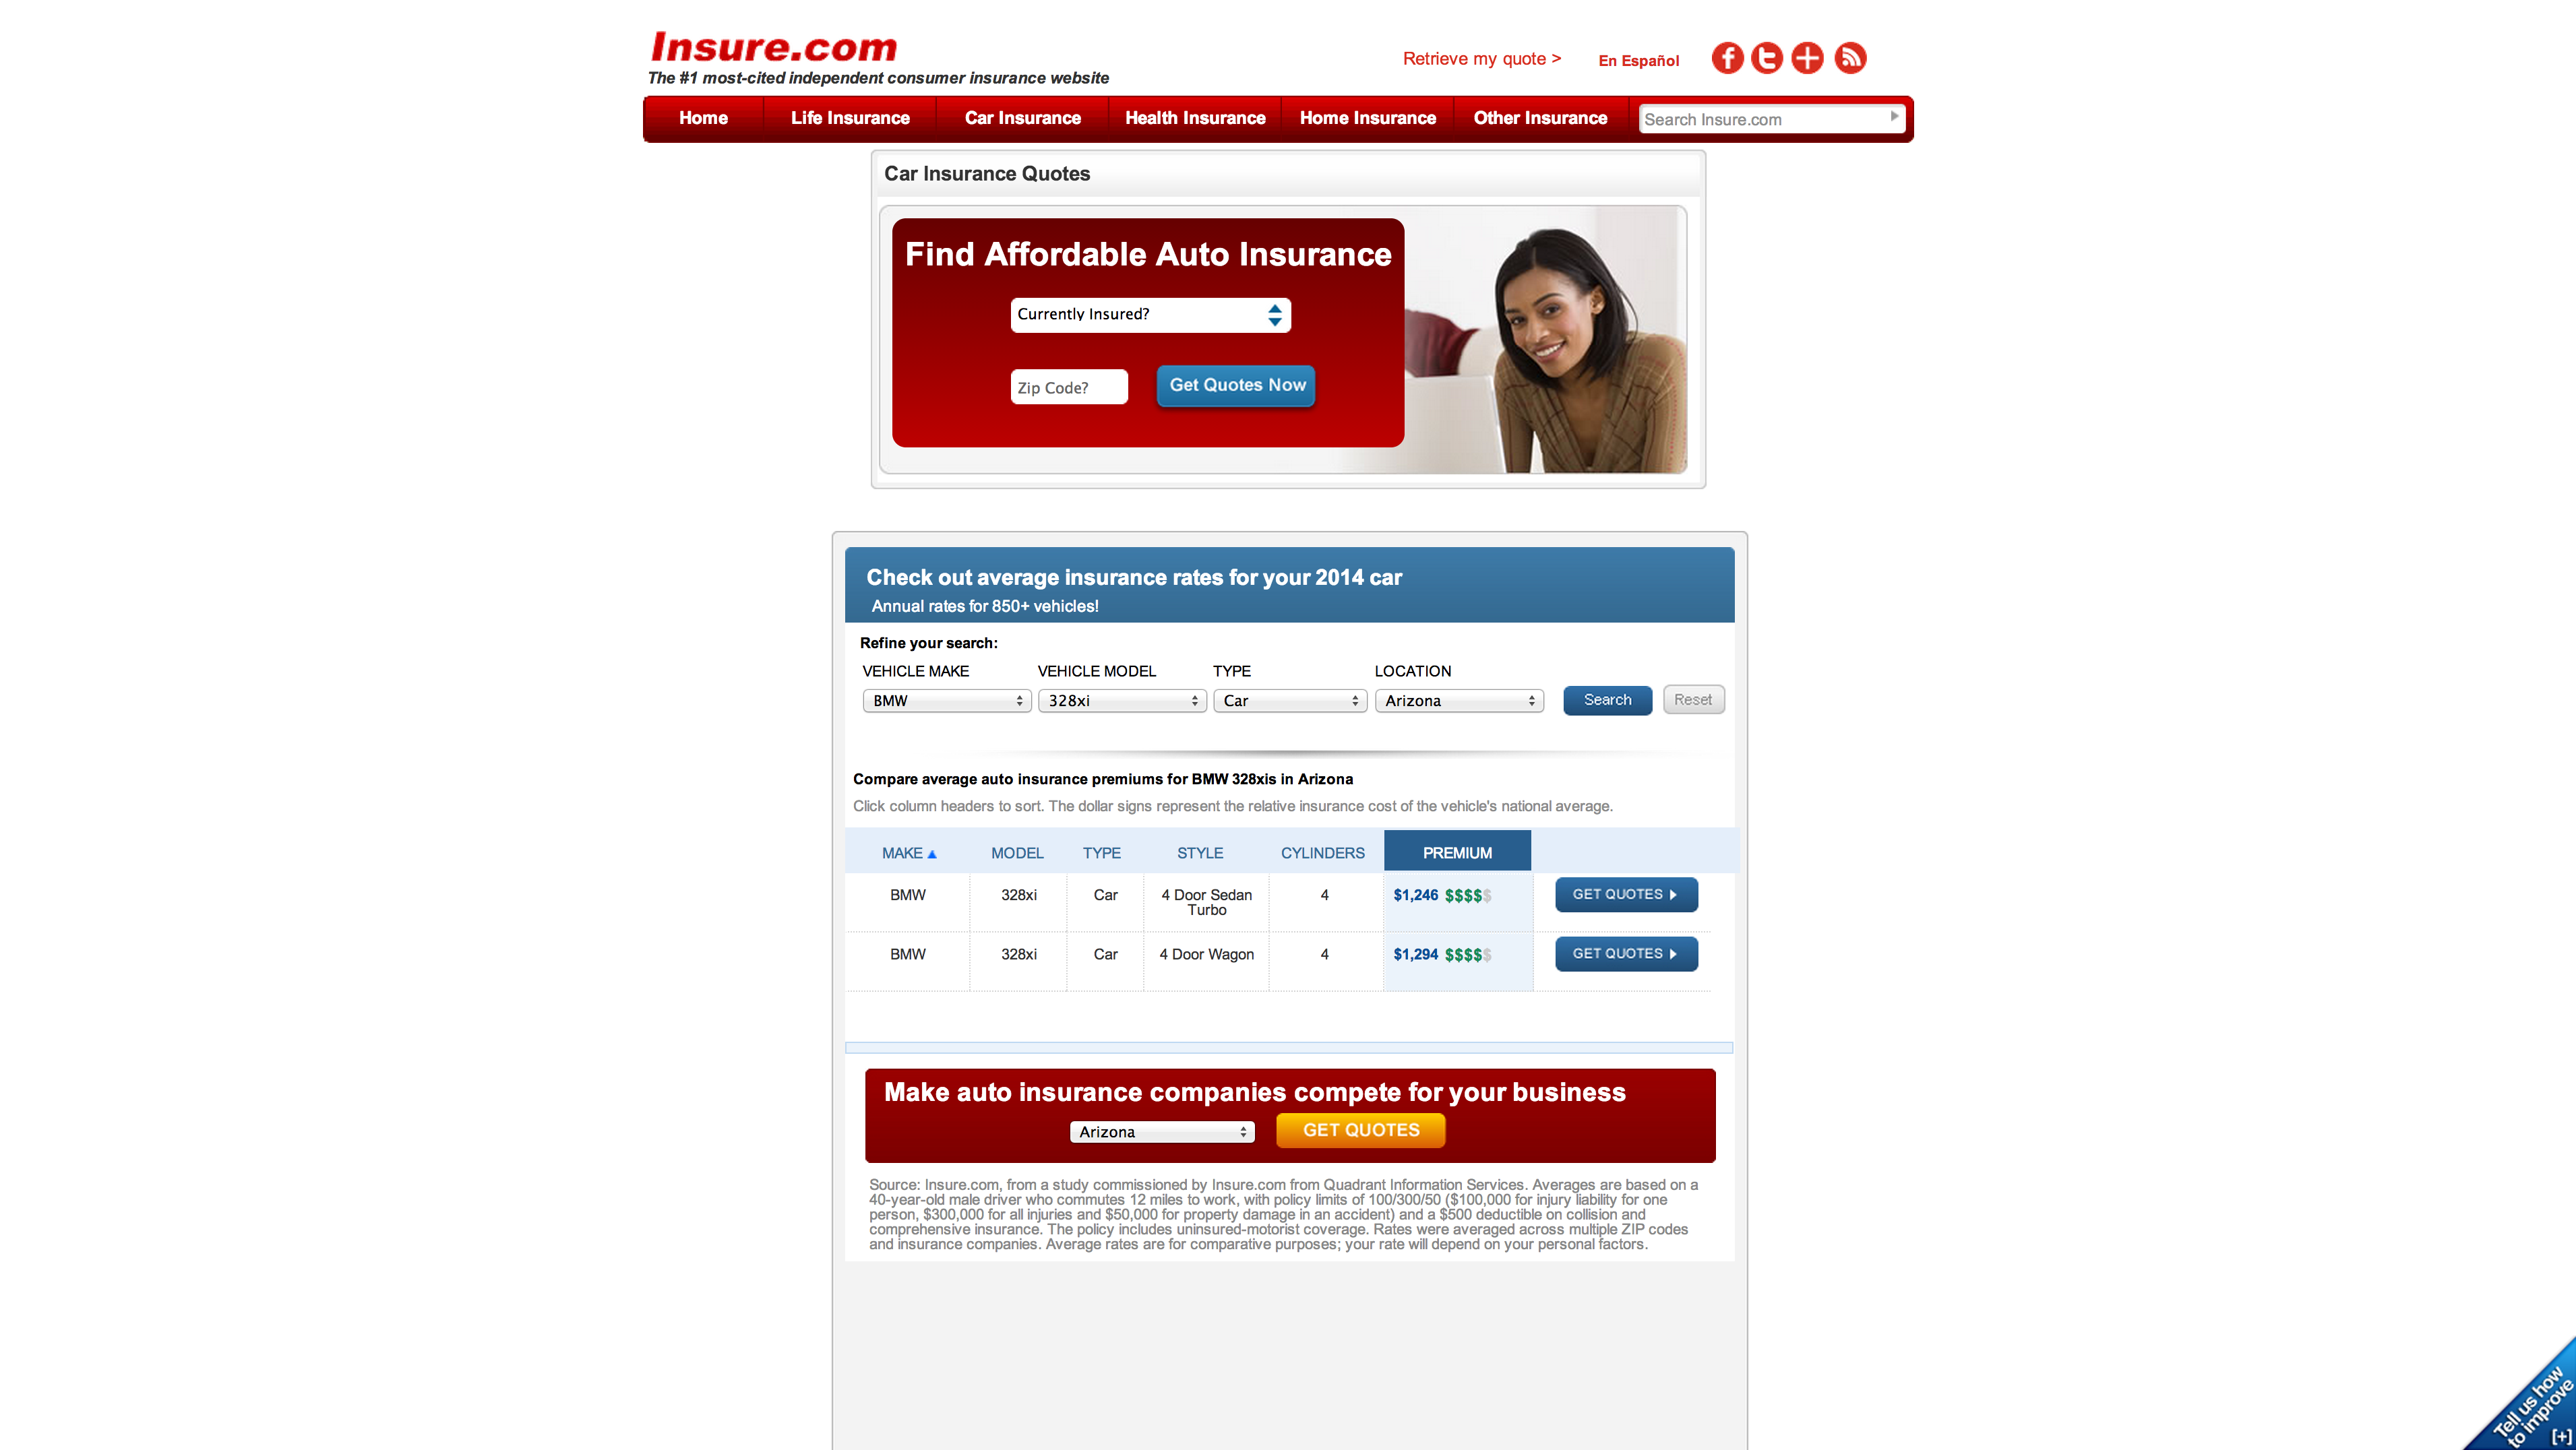 Insure.com
The #1 most-cited independent consumer insurance website
Retrieve my quote >
En Español
Home
Life Insurance
Car Insurance
Health Insurance
Home Insurance
Other Insurance
Search Insure.com
Car Insurance Quotes
Find Affordable Auto Insurance
Currently Insured?
Zip Code?
Get Quotes Now
Check out average insurance rates for your 2014 car
Annual rates for 850+ vehicles!
Refine your search:
VEHICLE MAKE VEHICLE MODEL TYPE LOCATION
BMW 328xi Car Arizona Search Reset
Compare average auto insurance premiums for BMW 328xis in Arizona
Click column headers to sort. The dollar signs represent the relative insurance cost of the vehicle's national average.
MAKE MODEL TYPE STYLE CYLINDERS PREMIUM
BMW 328xi Car 4 Door Sedan Turbo 4 $1,246 $$$$$ GET QUOTES
BMW 328xi Car 4 Door Wagon 4 $1,294 $$$$$ GET QUOTES
Make auto insurance companies compete for your business
Arizona GET QUOTES
Source: Insure.com, from a study commissioned by Insure.com from Quadrant Information Services. Averages are based on a
40-year-old male driver who commutes 12 miles to work, with policy limits of 100/300/50 ($100,000 for injury liability for one
person, $300,000 for all injuries and $50,000 for property damage in an accident) and a $500 deductible on collision and
comprehensive insurance. The policy includes uninsured-motorist coverage. Rates were averaged across multiple ZIP codes
and insurance companies. Average rates are for comparative purposes; your rate will depend on your personal factors.
Tell us how
to improve
[+]